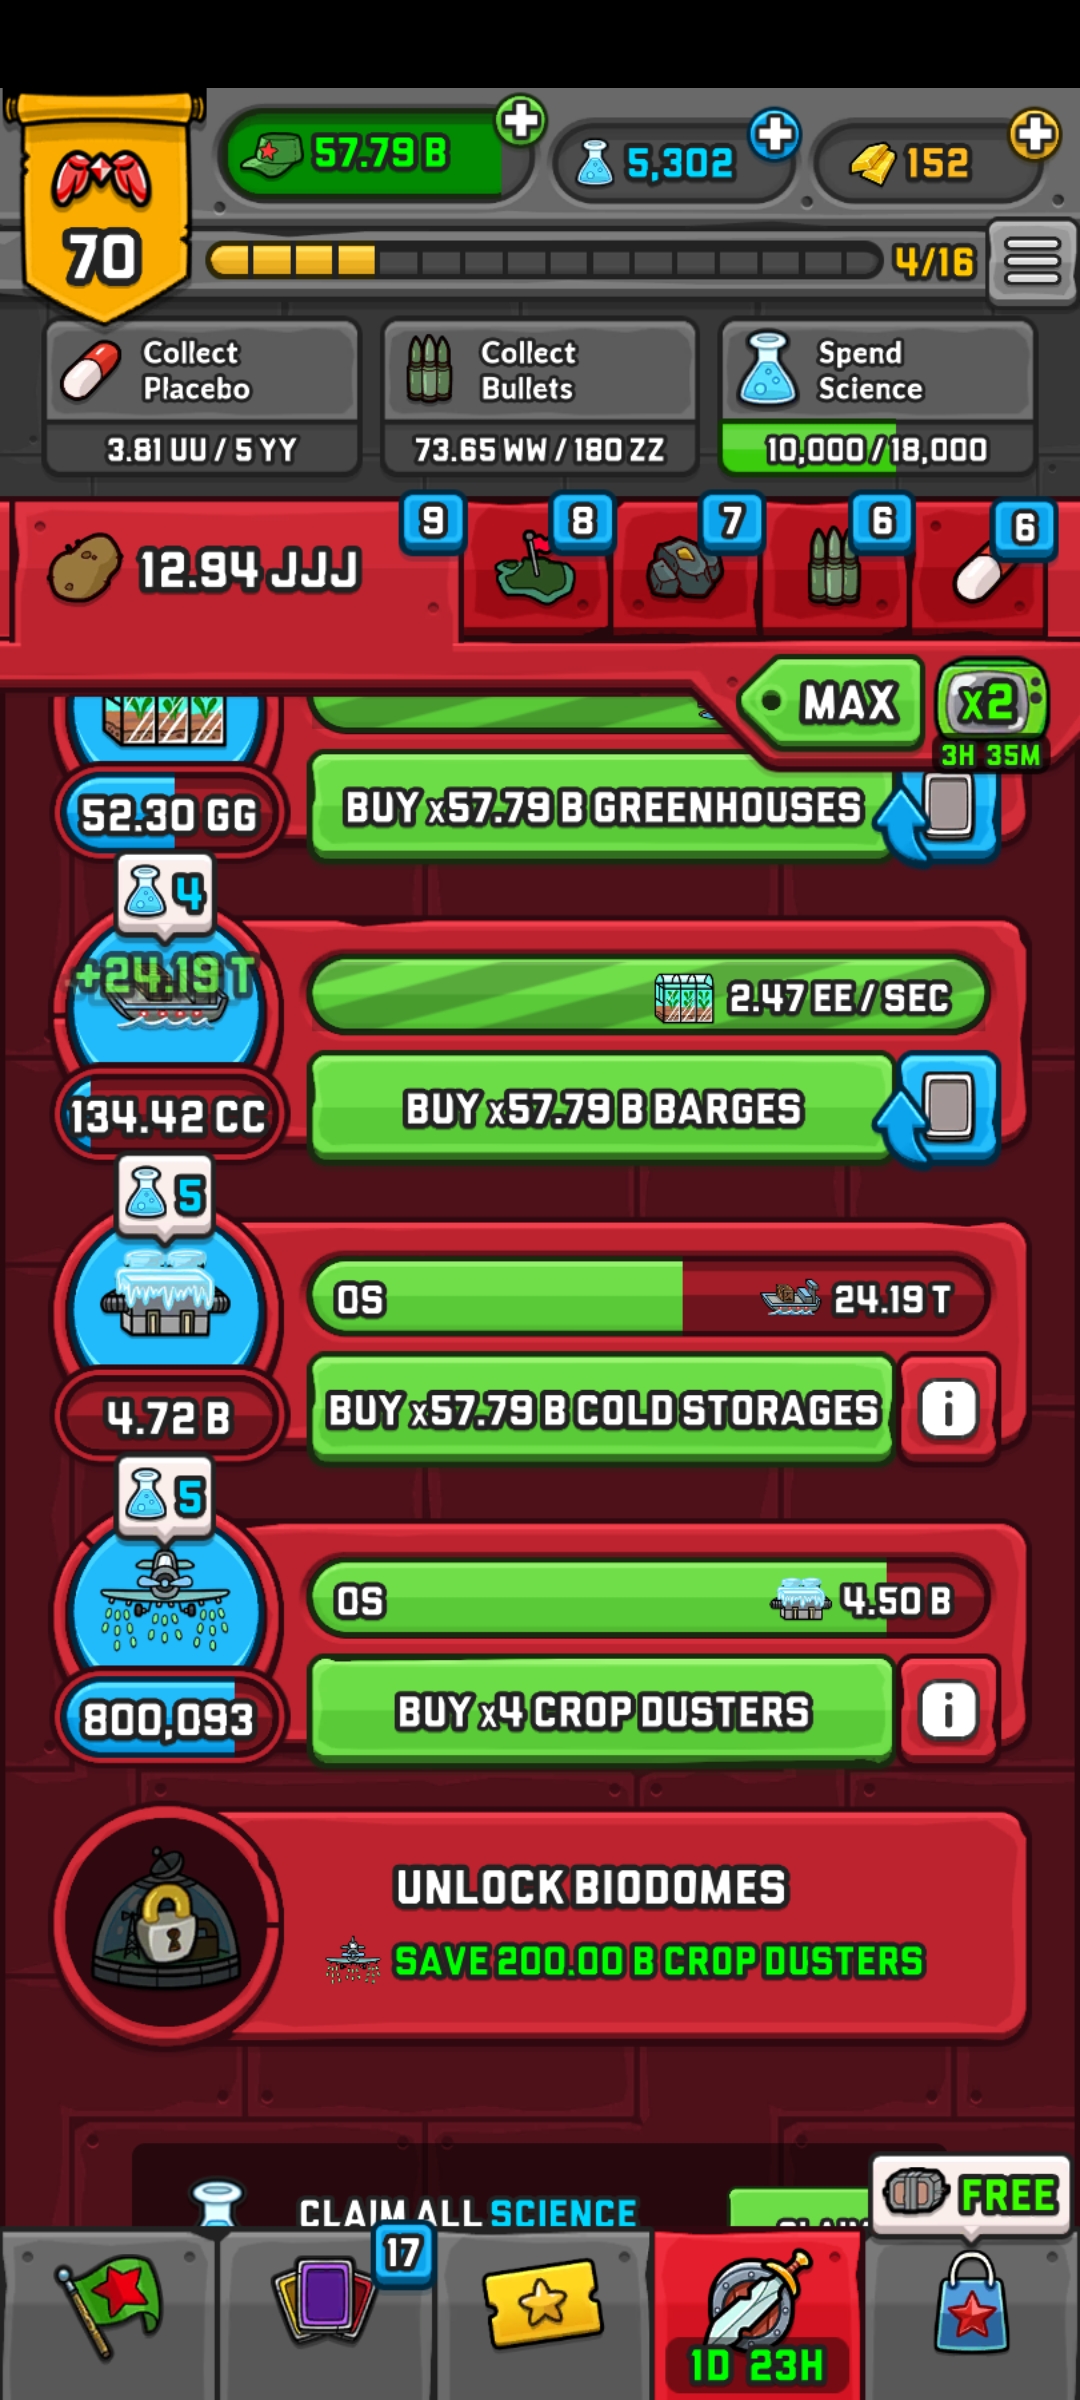 57.79 B
5,302
152
70
4/16
Collect
Placebo
3.81 UU / 5 YY
Collect
Bullets
73.65 WW / 180 ZZ
Spend
Science
10,000 / 18,000
12.94 JJJ
9
8
7
6
6
MAX
x2
3H 35M
52.30 GG
BUY x57.79 B GREENHOUSES
4
+24.19 T
2.47 EE / SEC
134.42 CC
BUY x57.79 B BARGES
5
0S
24.19 T
4.72 B
BUY x57.79 B COLD STORAGES
i
5
0S
4.50 B
800,093
BUY x4 CROP DUSTERS
i
UNLOCK BIODOMES
SAVE 200.00 B CROP DUSTERS
CLAIM ALL SCIENCE
FREE
17
1D 23H